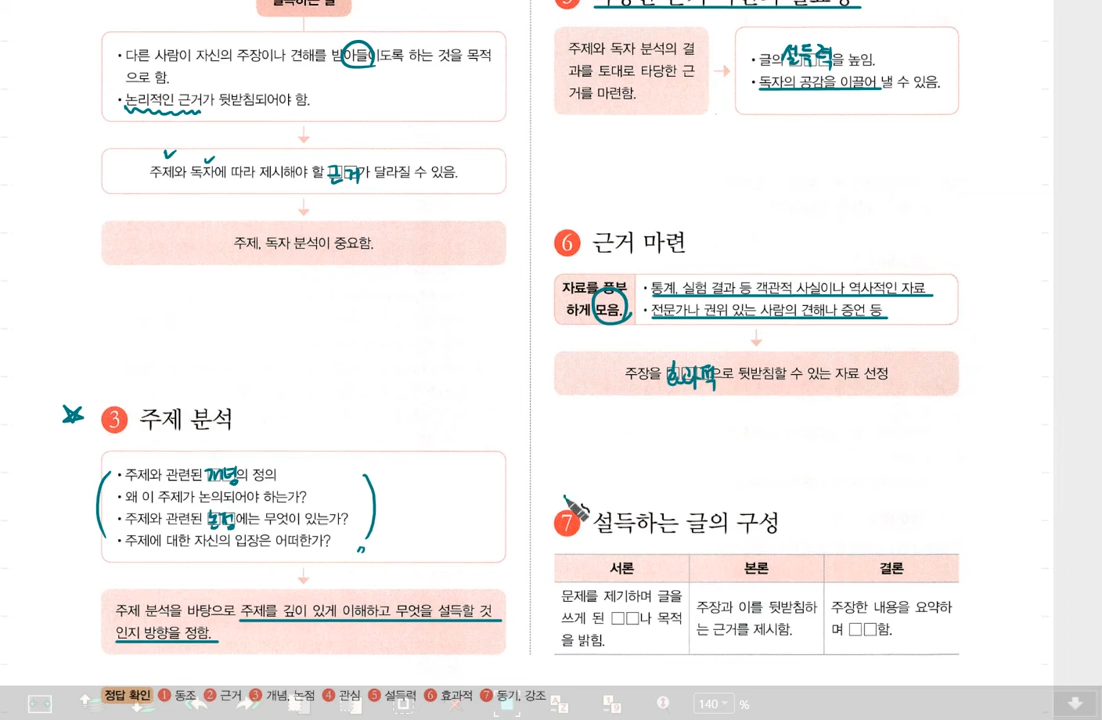 • 다른 사람이 자신의 주장이나 견해를 받아들이도록 하는 것을 목적
으로 함.
• 논리적인 근거가 뒷받침되어야 함.
주제와 독자에 따라 제시해야 할 근거가 달라질 수 있음.
주제, 독자 분석이 중요함.
3 주제 분석
• 주제와 관련된 개념의 정의
• 왜 이 주제가 논의되어야 하는가?
• 주제와 관련된 논점에는 무엇이 있는가?
• 주제에 대한 자신의 입장은 어떠한가?
주제 분석을 바탕으로 주제를 깊이 있게 이해하고 무엇을 설득할 것
인지 방향을 정함.
주제와 독자 분석의 결
과를 토대로 타당한 근
거를 마련함.
• 글의 설득력을 높임.
• 독자의 공감을 이끌어 낼 수 있음.
6 근거 마련
자료를 풍부
하게 모음.
• 통계, 실험 결과 등 객관적 사실이나 역사적인 자료
• 전문가나 권위 있는 사람의 견해나 증언 등
주장을 효과적으로 뒷받침할 수 있는 자료 선정
7 설득하는 글의 구성
서론 본론 결론
문제를 제기하며 글을
쓰게 된 □□나 목적
을 밝힘.
주장과 이를 뒷받침하
는 근거를 제시함.
주장한 내용을 요약하
며 □□함.
정답 확인 1 동조 2 근거 3 개념, 논점 4 관심 5 설득력 6 효과적 7 동기, 강조
140 %